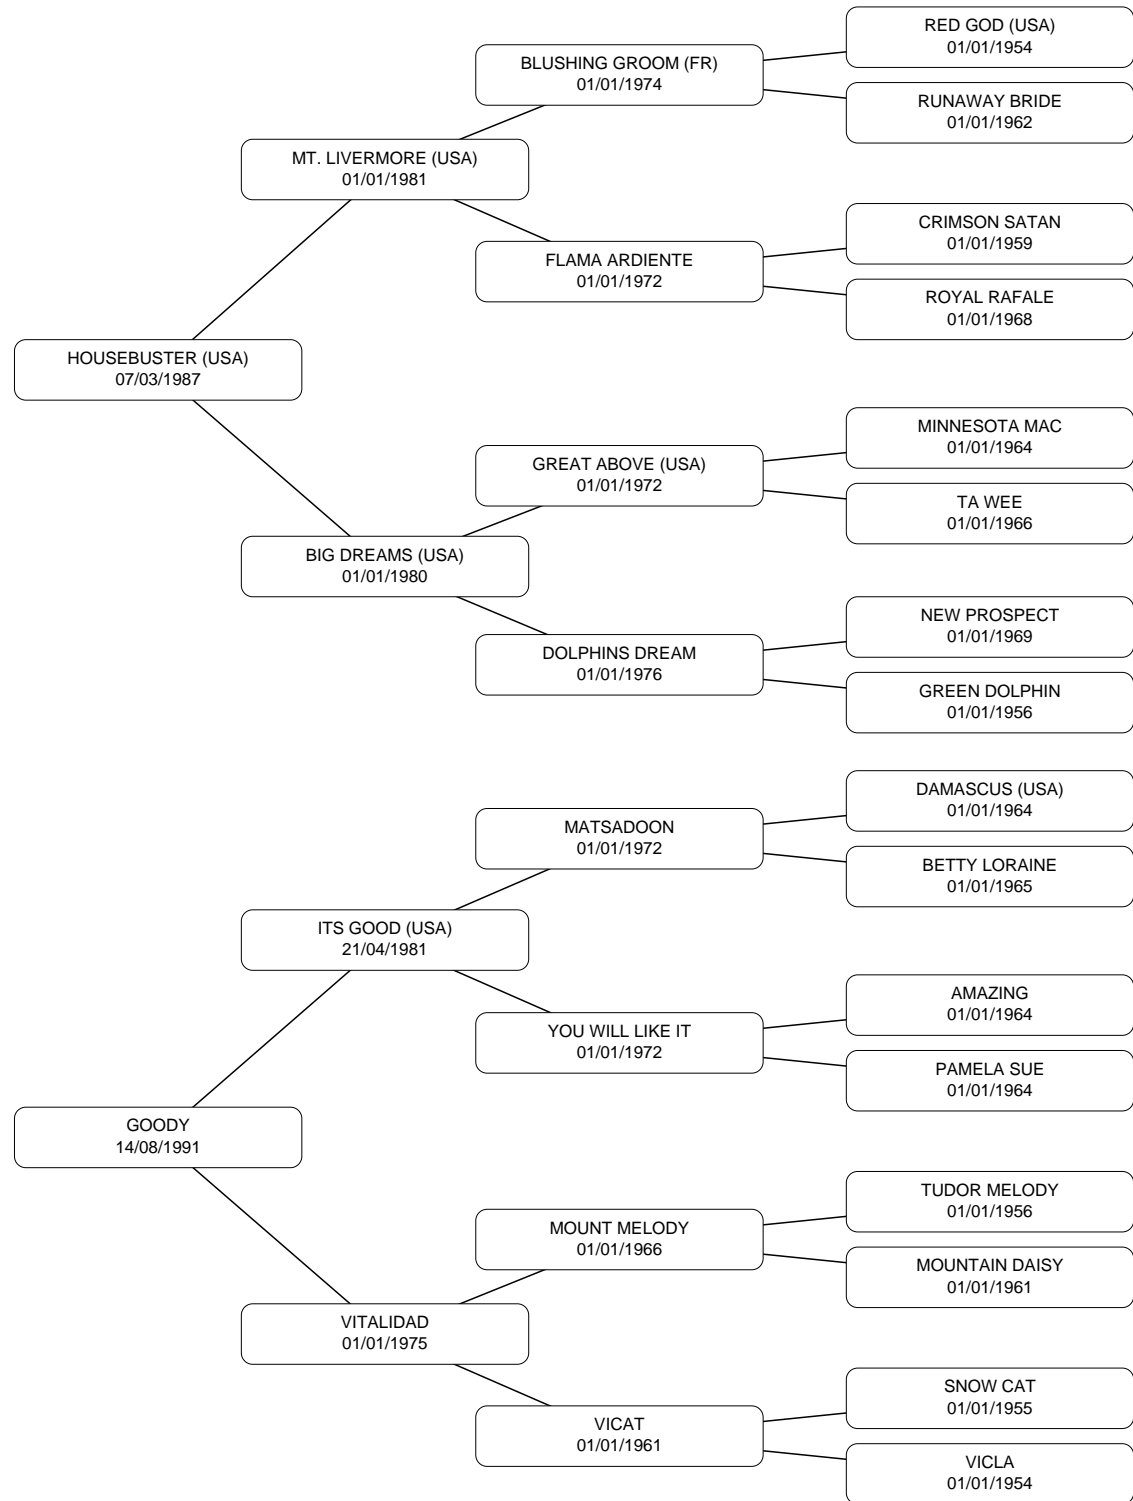 RED GOD (USA)
01/01/1954
BLUSHING GROOM (FR)
01/01/1974
RUNAWAY BRIDE
01/01/1962
MT. LIVERMORE (USA)
01/01/1981
CRIMSON SATAN
01/01/1959
FLAMA ARDIENTE
01/01/1972
ROYAL RAFALE
01/01/1968
HOUSEBUSTER (USA)
07/03/1987
MINNESOTA MAC
01/01/1964
GREAT ABOVE (USA)
01/01/1972
TA WEE
01/01/1966
BIG DREAMS (USA)
01/01/1980
NEW PROSPECT
01/01/1969
DOLPHINS DREAM
01/01/1976
GREEN DOLPHIN
01/01/1956
DAMASCUS (USA)
01/01/1964
MATSADOON
01/01/1972
BETTY LORAINE
01/01/1965
ITS GOOD (USA)
21/04/1981
AMAZING
01/01/1964
YOU WILL LIKE IT
01/01/1972
PAMELA SUE
01/01/1964
GOODY
14/08/1991
TUDOR MELODY
01/01/1956
MOUNT MELODY
01/01/1966
MOUNTAIN DAISY
01/01/1961
VITALIDAD
01/01/1975
SNOW CAT
01/01/1955
VICAT
01/01/1961
VICLA
01/01/1954